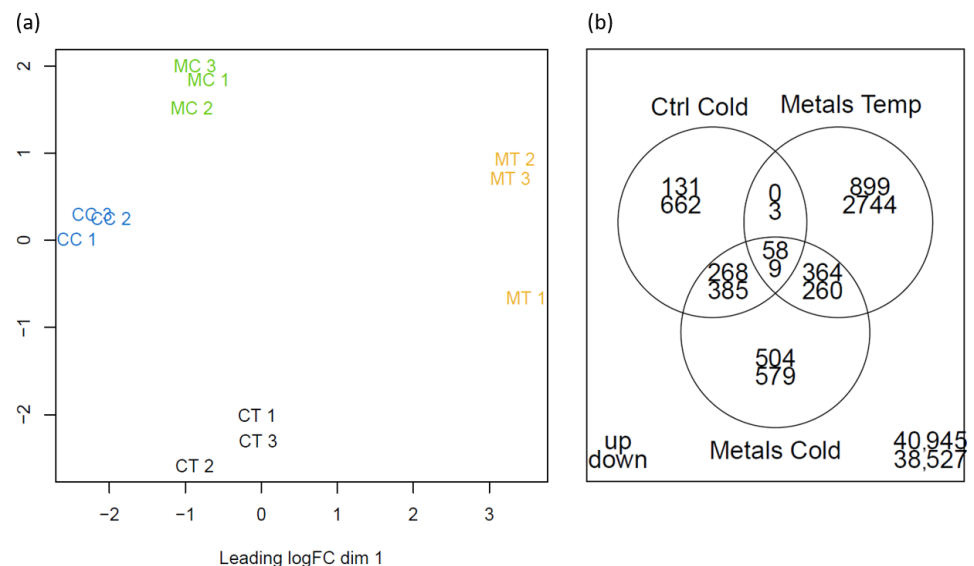 (a)
(b)
2
1
0
−1
−2
MC 3
MC 1
MC 2
MT 2
MT 3
CC 3
CC 2
CC 1
MT 1
CT 1
CT 3
CT 2
−2
−1
0
1
2
3
Leading logFC dim 1
Ctrl Cold
Metals Temp
131
662
0
3
899
2744
58
9
268
385
364
260
504
579
Metals Cold
up
down
40,945
38,527